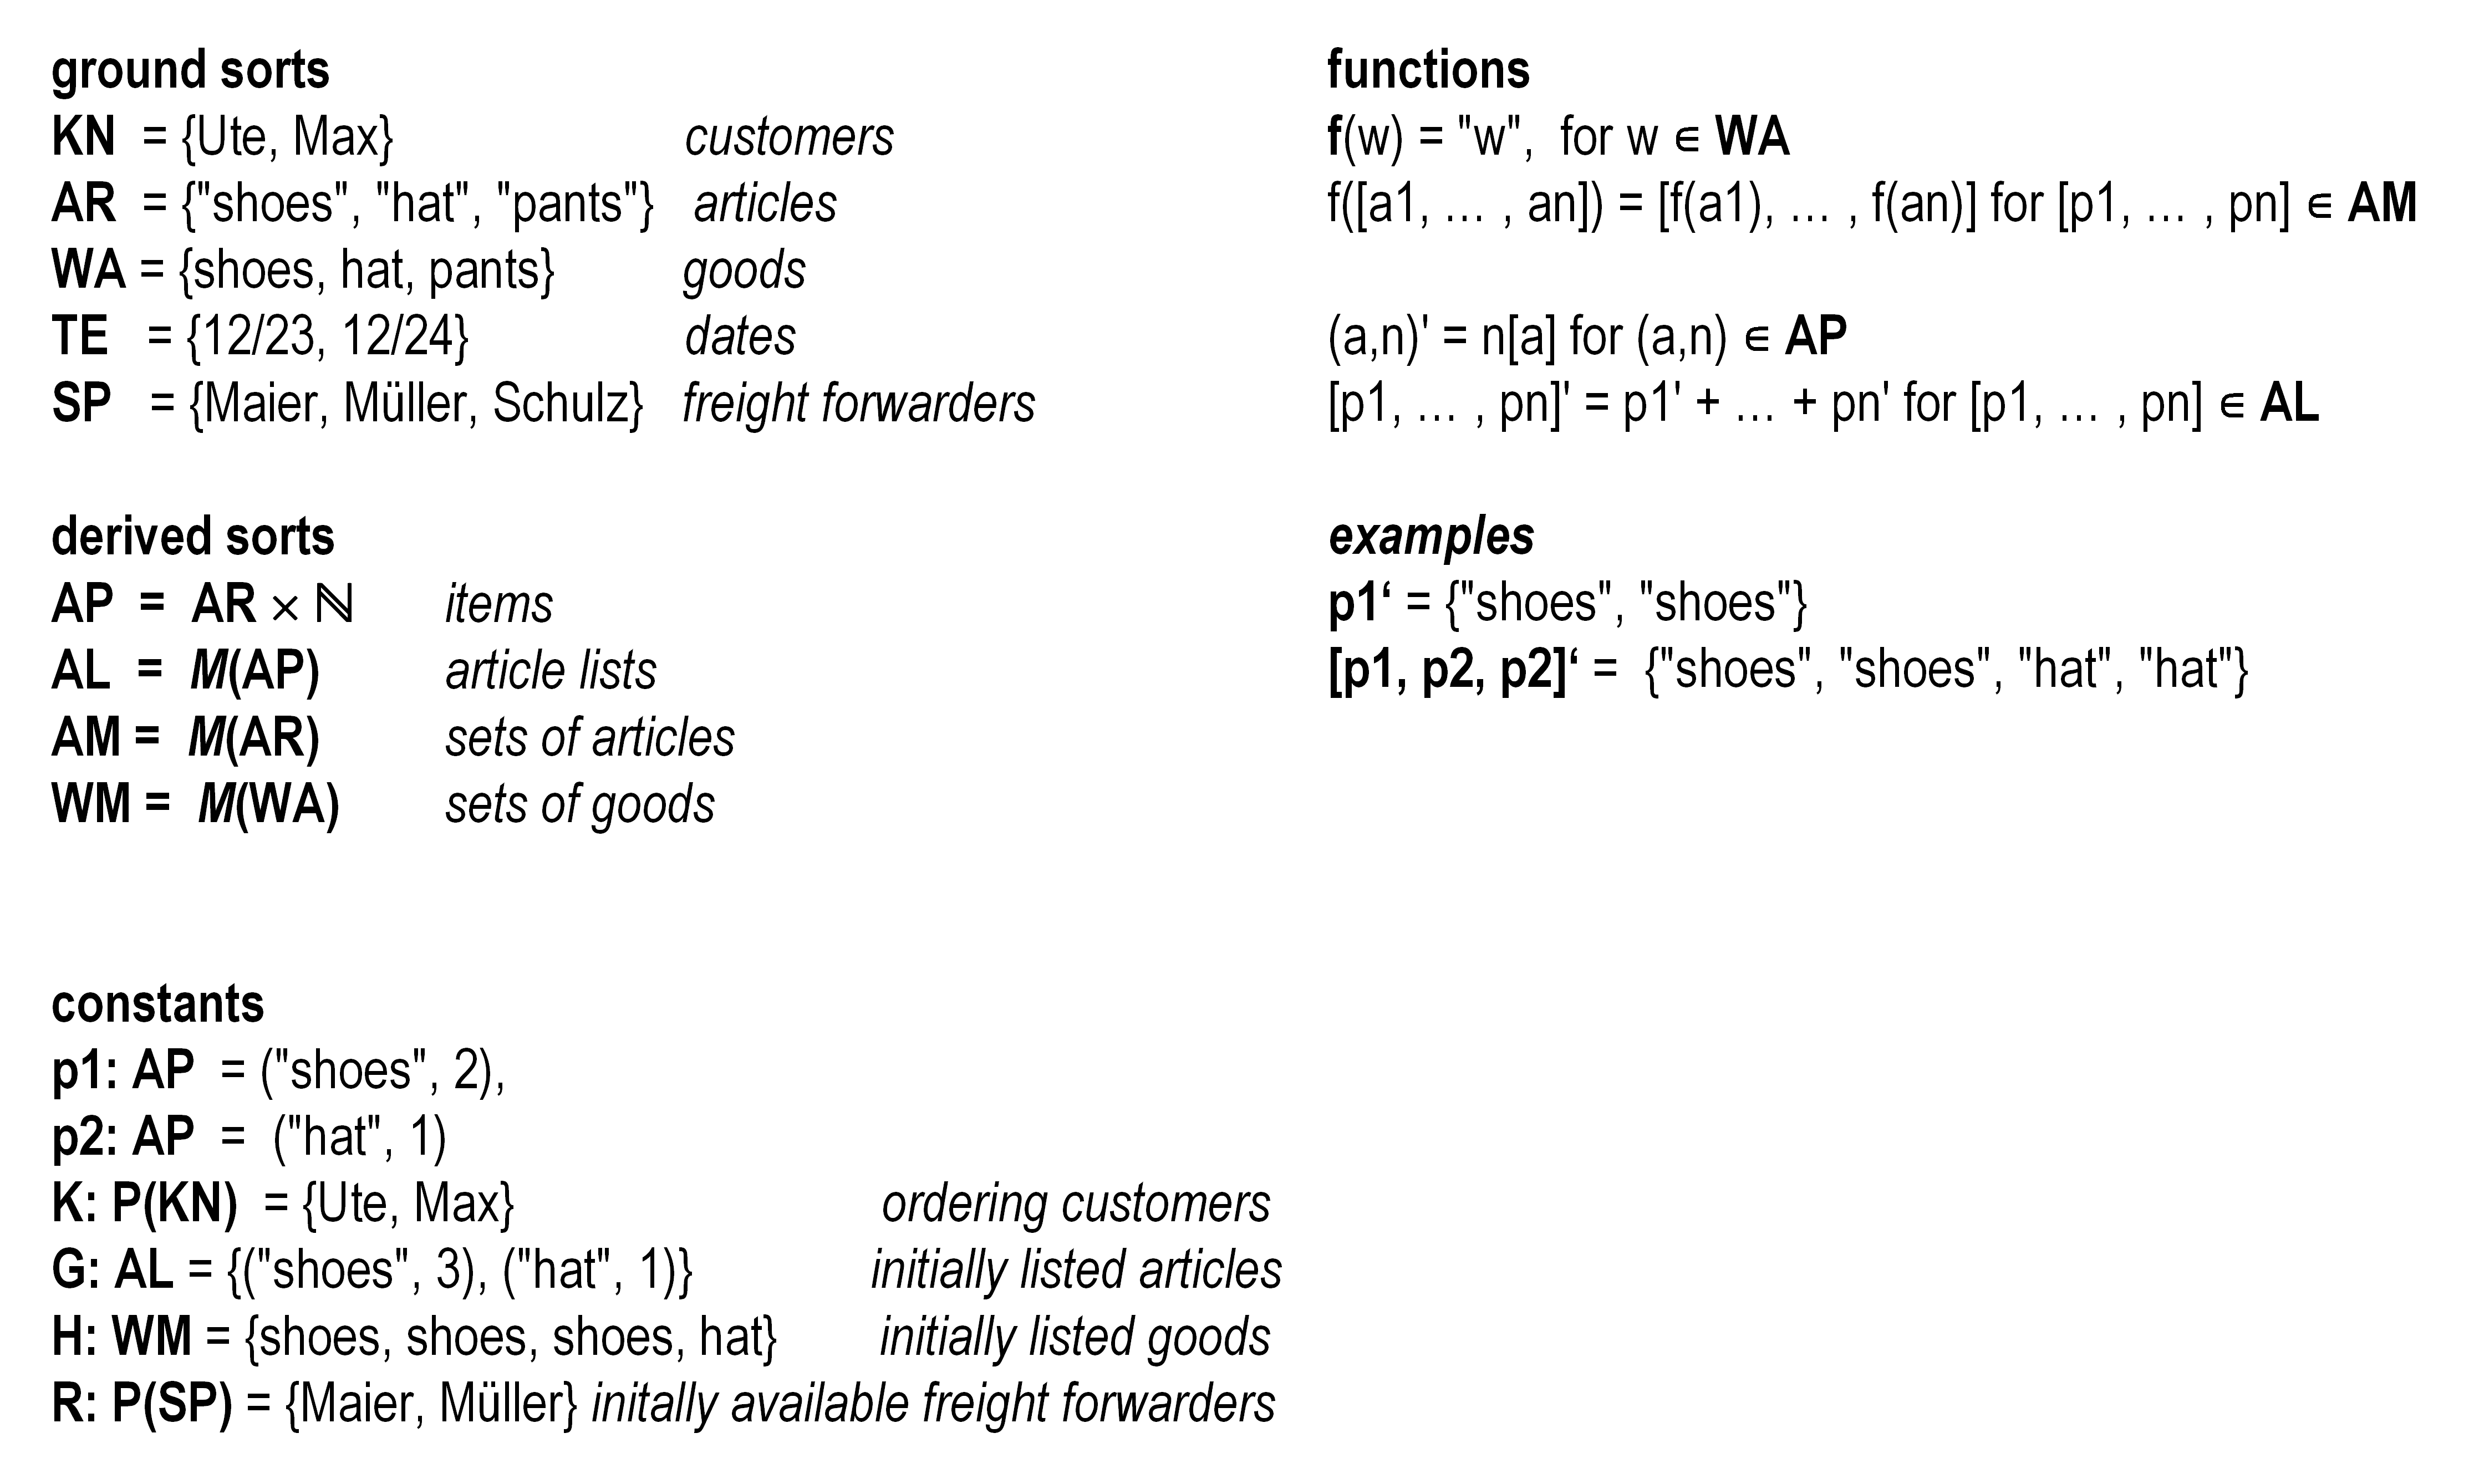 ground sorts
KN = {Ute, Max} customers
AR = {"shoes", "hat", "pants"} articles
WA = {shoes, hat, pants} goods
TE = {12/23, 12/24} dates
SP = {Maier, Müller, Schulz} freight forwarders
derived sorts
AP = AR × ℕ items
AL = M(AP) article lists
AM = M(AR) sets of articles
WM = M(WA) sets of goods
constants
p1: AP = ("shoes", 2),
p2: AP = ("hat", 1)
K: P(KN) = {Ute, Max} ordering customers
G: AL = {("shoes", 3), ("hat", 1)} initially listed articles
H: WM = {shoes, shoes, shoes, hat} initially listed goods
R: P(SP) = {Maier, Müller} initally available freight forwarders
functions
f(w) = "w", for w ∈ WA
f([a1, … , an]) = [f(a1), … , f(an)] for [p1, … , pn] ∈ AM
(a,n)' = n[a] for (a,n) ∈ AP
[p1, … , pn]' = p1' + … + pn' for [p1, … , pn] ∈ AL
examples
p1‘ = {"shoes", "shoes"}
[p1, p2, p2]‘ = {"shoes", "shoes", "hat", "hat"}